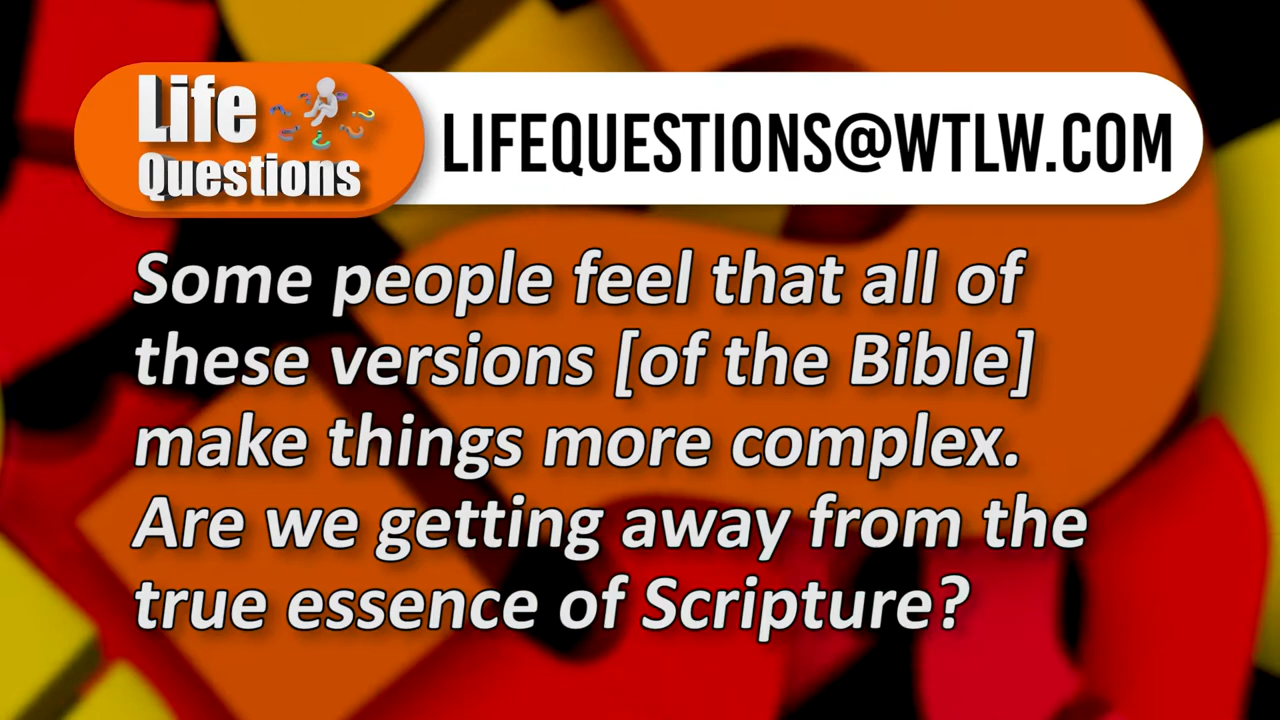 Life
Questions
LIFEQUESTIONS@WTLW.COM
Some people feel that all of
these versions [of the Bible]
make things more complex.
Are we getting away from the
true essence of Scripture?